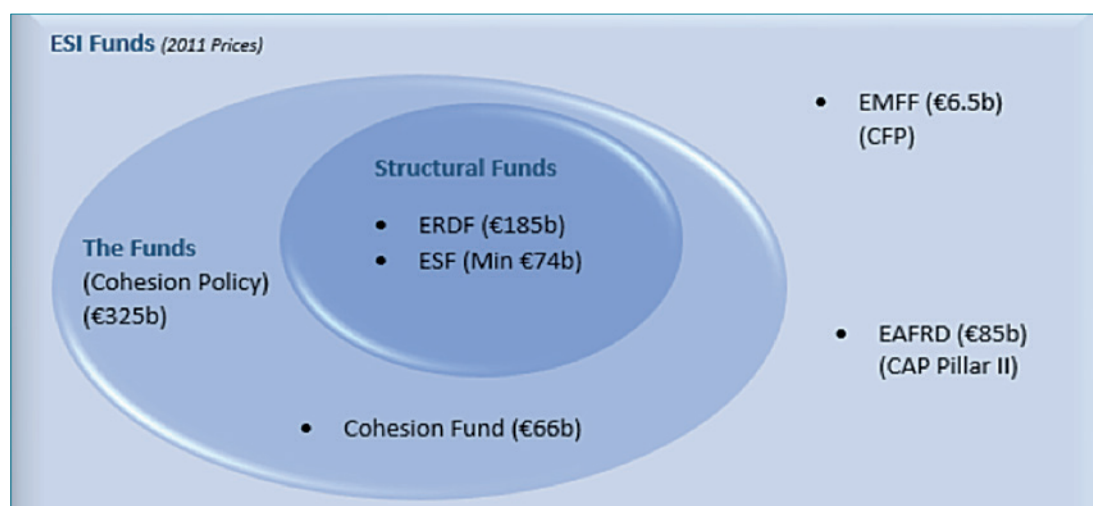 ESI Funds (2011 Prices)
• EMFF (€6.5b)
(CFP)
Structural Funds
• ERDF (€185b)
• ESF (Min €74b)
The Funds
(Cohesion Policy)
(€325b)
• EAFRD (€85b)
(CAP Pillar II)
• Cohesion Fund (€66b)